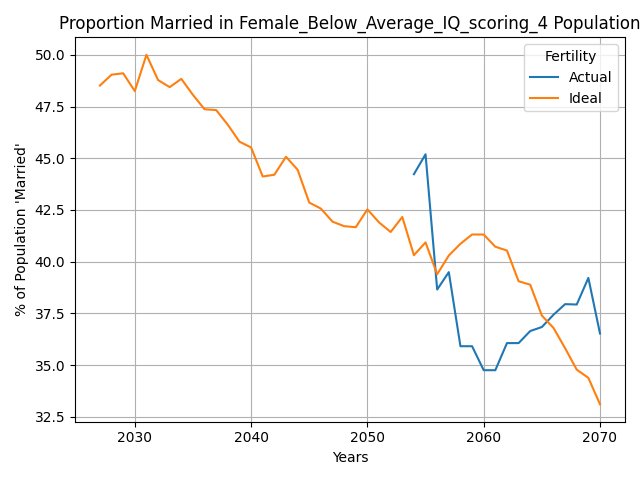 Proportion Married in Female_Below_Average_IQ_scoring_4 Population
Fertility
Actual
Ideal
% of Population 'Married'
50.0
47.5
45.0
42.5
40.0
37.5
35.0
32.5
2030 2040 2050 2060 2070
Years